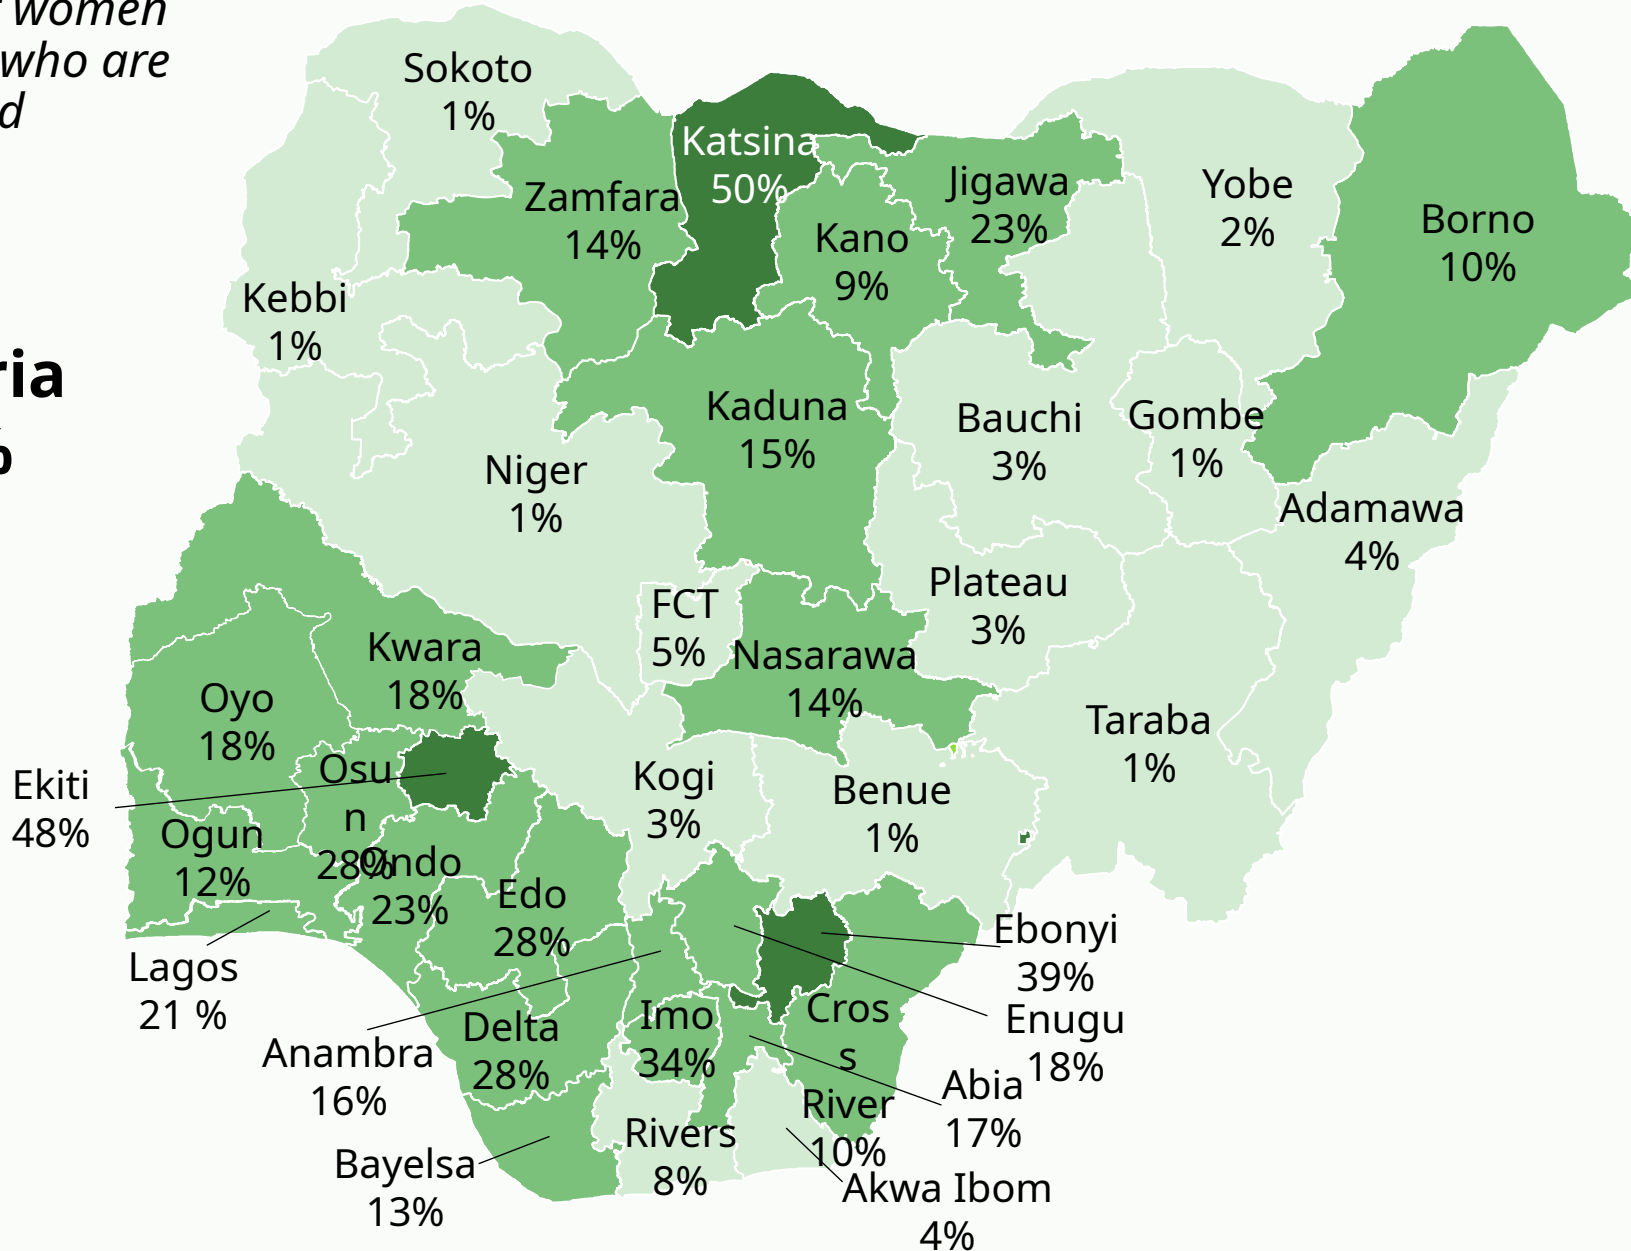 women
who are
d
ria
Sokoto
1%
Katsina
50%
Zamfara
14%
Jigawa
23%
Kano
9%
Yobe
2%
Borno
10%
Kebbi
1%
Kaduna
15%
Bauchi
3%
Gombe
1%
Niger
1%
Adamawa
4%
FCT
5%
Plateau
3%
Nasarawa
14%
Kwara
18%
Oyo
18%
Taraba
1%
Ekiti
48%
Osu
n
28%
Kogi
3%
Benue
1%
Ogun
12%
Ondo
23%
Edo
28%
Lagos
21 %
Ebonyi
39%
Enugu
18%
Anambra
16%
Delta
28%
Imo
34%
Cros
s
River
10%
Abia
17%
Bayelsa
13%
Rivers
8%
Akwa Ibom
4%